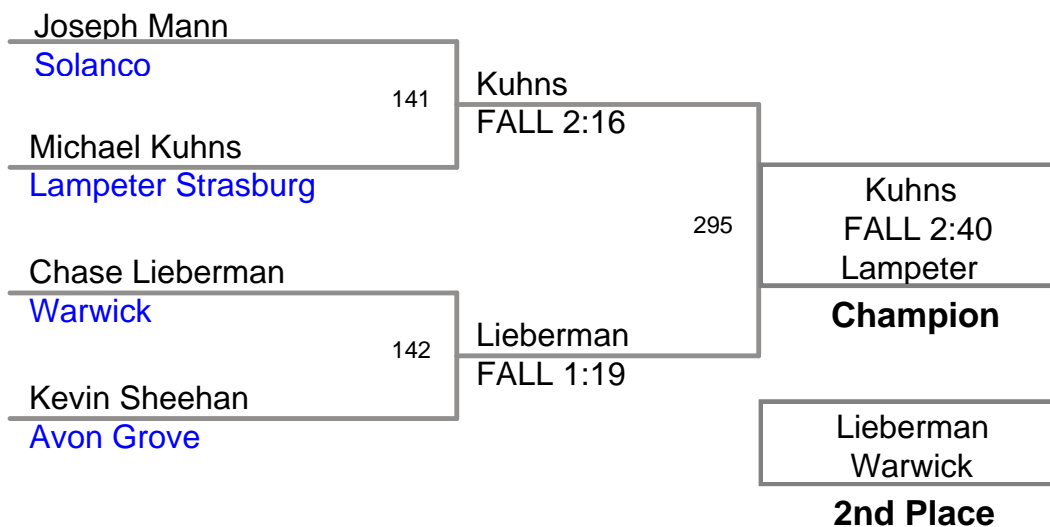 Joseph Mann
Solanco
141
Kuhns
FALL 2:16
Michael Kuhns
Lampeter Strasburg
295
Kuhns
FALL 2:40
Lampeter
Champion
Chase Lieberman
Warwick
142
Lieberman
FALL 1:19
Kevin Sheehan
Avon Grove
Lieberman
Warwick
2nd Place